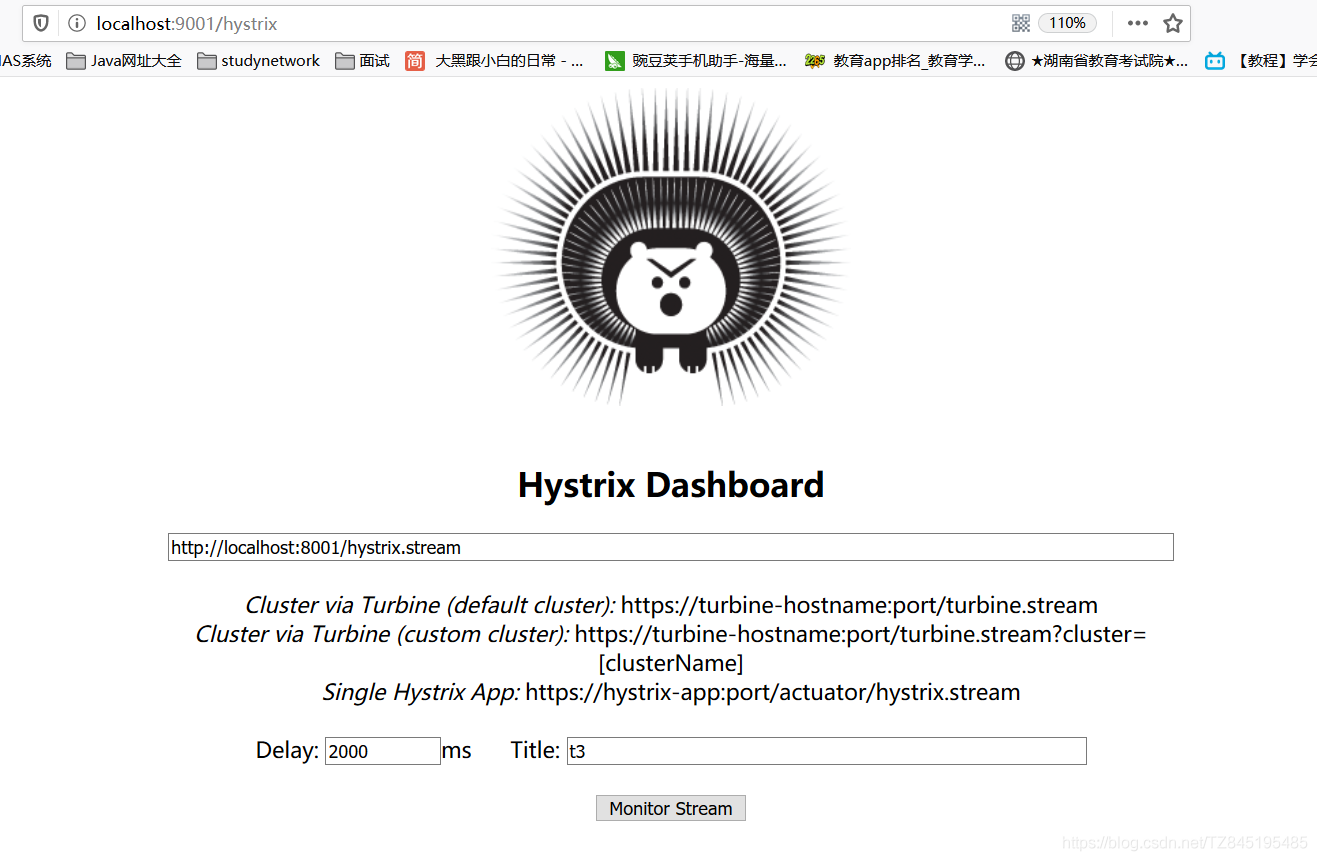 localhost:9001/hystrix 110%
IAS系统 Java网址大全 studynetwork 面试 简 大黑跟小白的日常 - ... 豌豆荚手机助手-海量... 2265 教育app排名_教育学... ★湖南省教育考试院★... 【教程】学会
Hystrix Dashboard
http://localhost:8001/hystrix.stream
Cluster via Turbine (default cluster): https://turbine-hostname:port/turbine.stream
Cluster via Turbine (custom cluster): https://turbine-hostname:port/turbine.stream?cluster=
[clusterName]
Single Hystrix App: https://hystrix-app:port/actuator/hystrix.stream
Delay: 2000 ms Title: t3
Monitor Stream
https://blog.csdn.net/TZ845195485